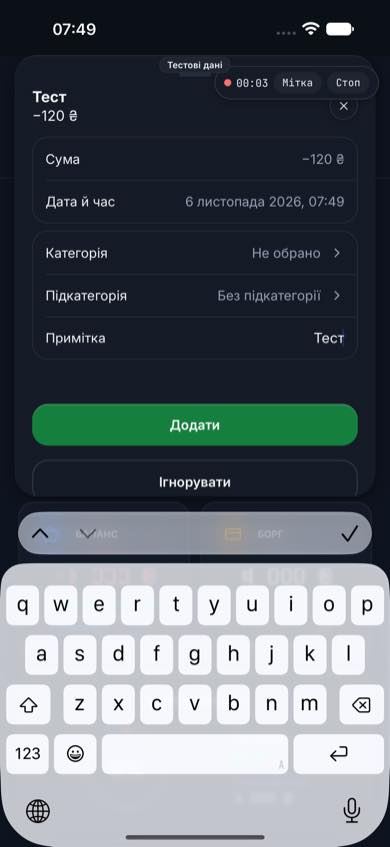 07:49
Тестові дані
00:03 Мітка Стоп
Тест
−120 ₴
Сума −120 ₴
Дата й час 6 листопада 2026, 07:49
Категорія Не обрано
Підкатегорія Без підкатегорії
Примітка Тест
Додати
Ігнорувати
БАЛАНС БОРГ
q w e r t y u i o p
a s d f g h j k l
z x c v b n m
123
A